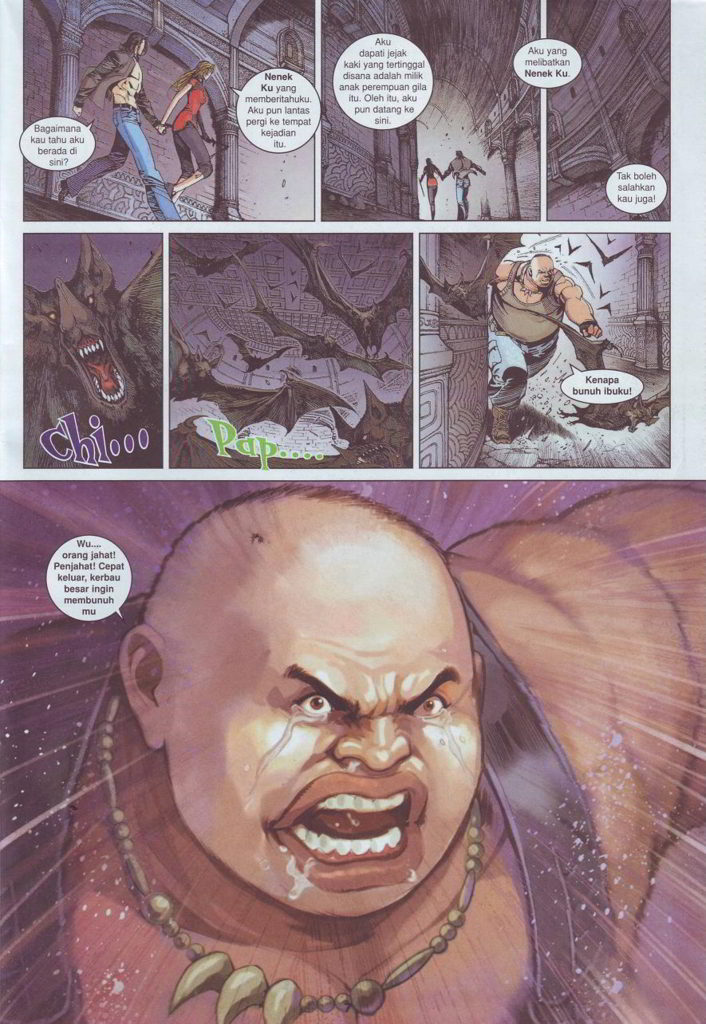 Bagaimana
kau tahu aku
berada di
sini?
Nenek
Ku yang
memberitahuku.
Aku pun lantas
pergi ke tempat
kejadian
itu.
Aku
dapati jejak
kaki yang tertinggal
disana adalah milik
anak perempuan gila
itu. Oleh itu, aku
pun datang ke
sini.
Aku yang
melibatkan
Nenek Ku.
Tak boleh
salahkan
kau juga!
Chi...
Pap....
Kenapa
bunuh ibuku!
Wu....
orang jahat!
Penjahat! Cepat
keluar, kerbau
besar ingin
membunuh
mu